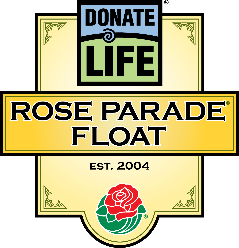 DONATE
LIFE
ROSE PARADE®
FLOAT
EST. 2004
®